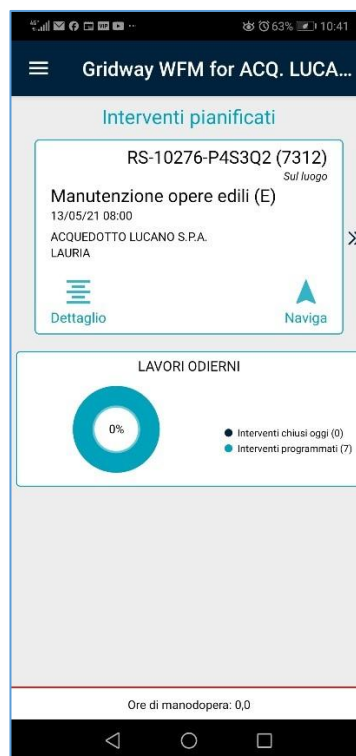 63% 10:41
Gridway WFM for ACQ. LUCA...
Interventi pianificati
RS-10276-P4S3Q2 (7312)
Sul luogo
Manutenzione opere edili (E)
13/05/21 08:00
ACQUEDOTTO LUCANO S.P.A.
LAURIA
Dettaglio
Naviga
LAVORI ODIERNI
0%
Interventi chiusi oggi (0)
Interventi programmati (7)
Ore di manodopera: 0,0